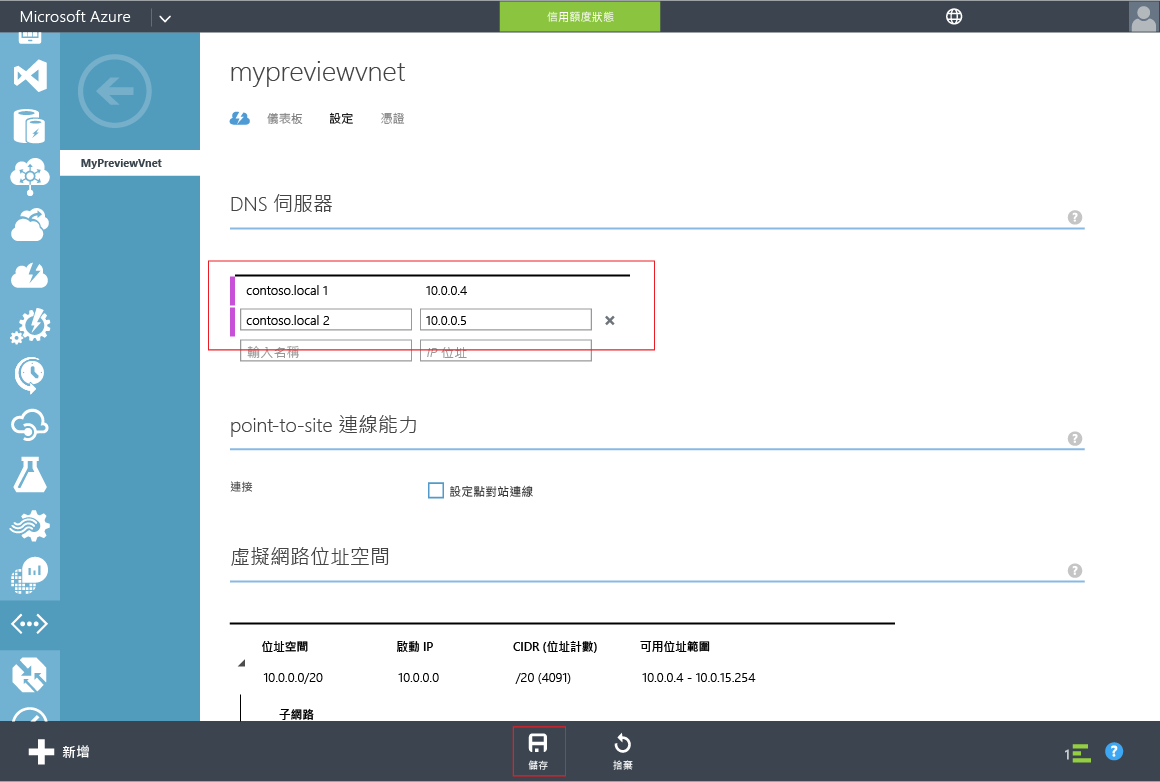 Microsoft Azure
信用額度狀態
mypreviewvnet
儀表板 設定 憑證
MyPreviewVnet
DNS 伺服器
?
contoso.local 1 10.0.0.4
contoso.local 2 10.0.0.5
輸入名稱 IP 位址
point-to-site 連線能力
?
連接 設定點對站連線
虛擬網路位址空間
?
位址空間 啟動 IP CIDR (位址計數) 可用位址範圍
10.0.0.0/20 10.0.0.0 /20 (4091) 10.0.0.4 - 10.0.15.254
子網路
新增 儲存 捨棄 1 ?